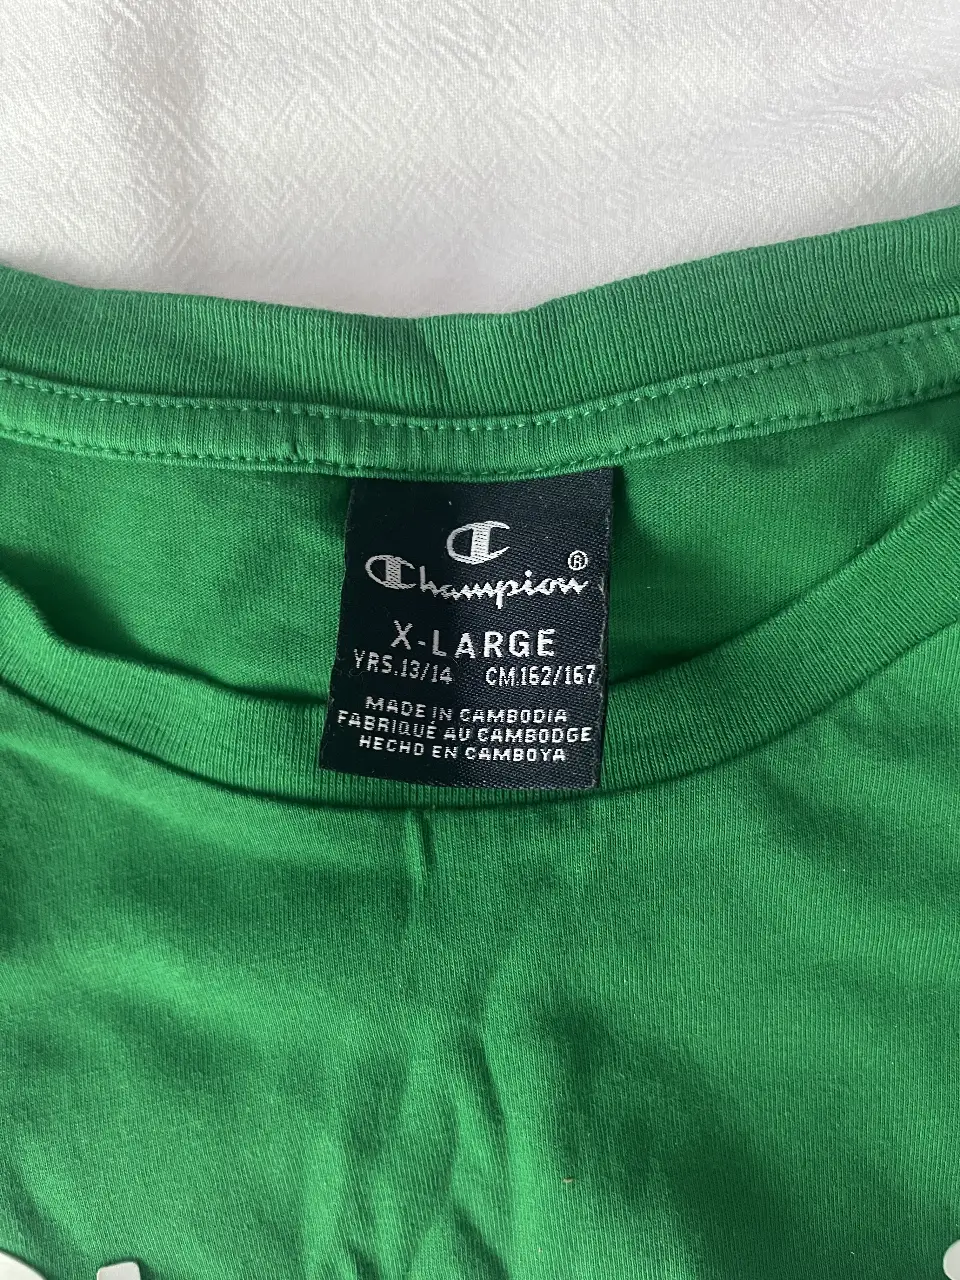 Champion®
X-LARGE
YRS.13/14 CM.162/167
MADE IN CAMBODIA
FABRIQUÉ AU CAMBODGE
HECHO EN CAMBOYA